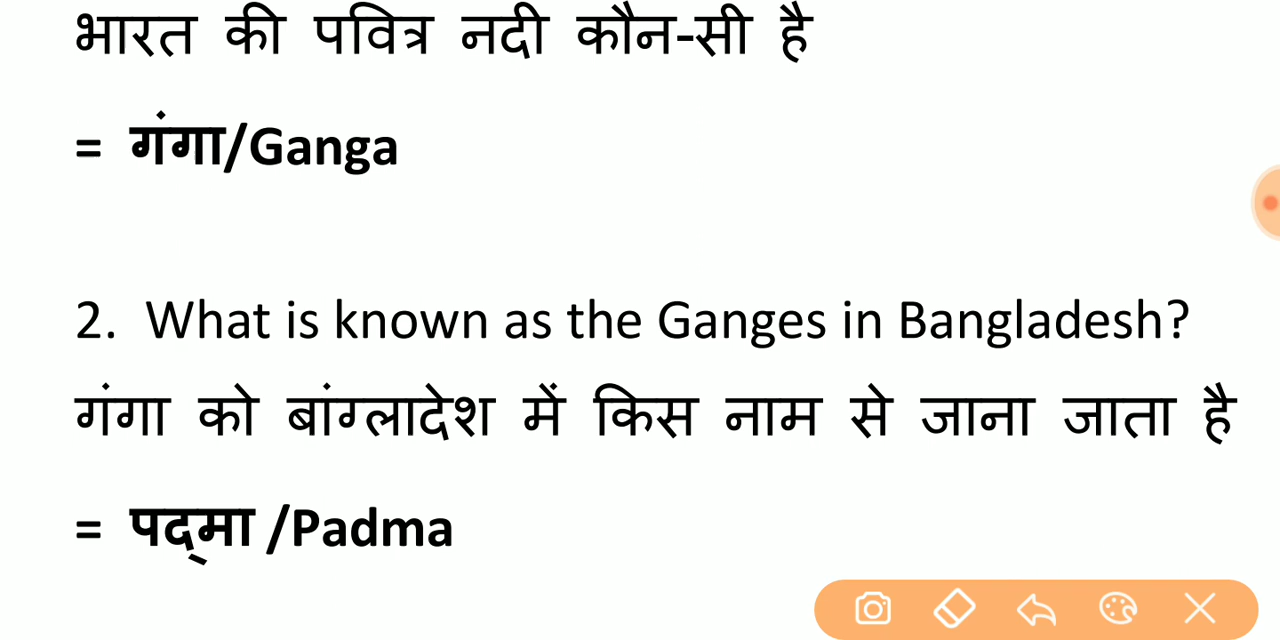 भारत की पवित्र नदी कौन-सी है
= गंगा/Ganga
2. What is known as the Ganges in Bangladesh?
गंगा को बांग्लादेश में किस नाम से जाना जाता है
= पद्‌मा /Padma